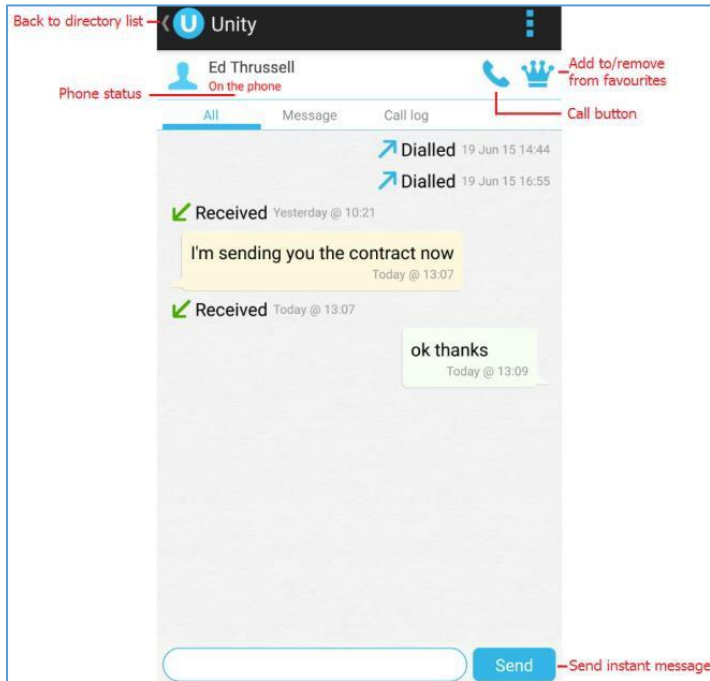 Back to directory list
U Unity
Ed Thrussell
On the phone
Phone status
Add to/remove
from favourites
Call button
All Message Call log
Dialled 19 Jun 15 14:44
Dialled 19 Jun 15 16:55
Received Yesterday @ 10:21
I'm sending you the contract now
Today @ 13:07
Received Today @ 13:07
ok thanks
Today @ 13:09
Send
Send instant message